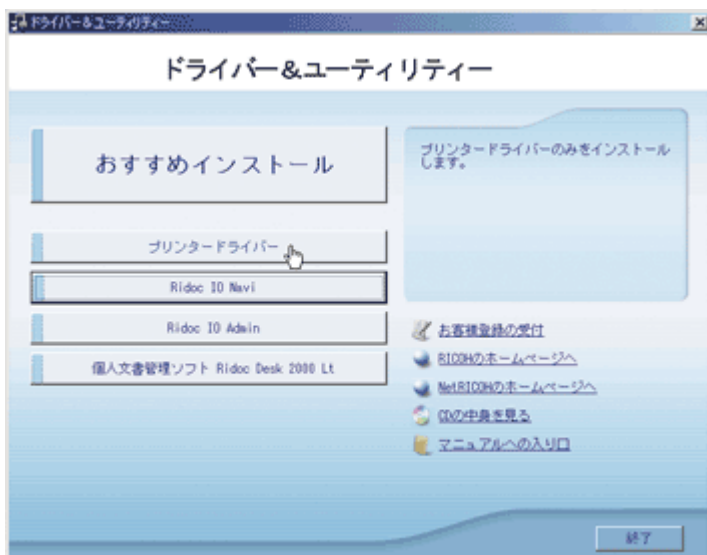 ドライバー&ユーティリティー
ドライバー&ユーティリティー
おすすめインストール
プリンタードライバーのみをインストール
します。
プリンタードライバー
Ridoc IO Navi
Ridoc IO Admin
個人文書管理ソフト Ridoc Desk 2000 Lt
お客様登録の受付
RICOHのホームページへ
NetRICOHのホームページへ
CDの中身を見る
マニュアルへの入り口
終了